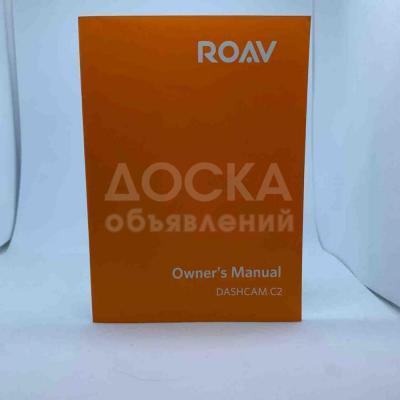 ROAV
ДОСКА
объявлений
Owner's Manual
DASHCAM C2